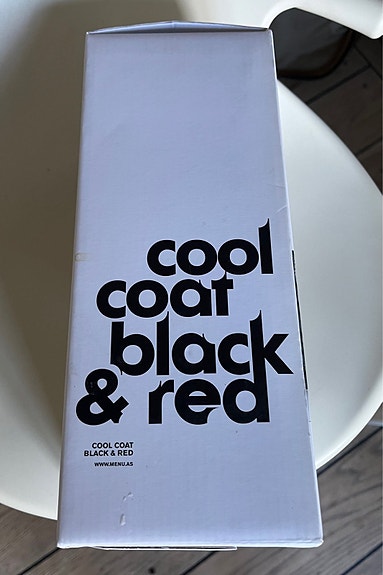 cool
coat
black
& red
COOL COAT
BLACK & RED
WWW.MENU.AS